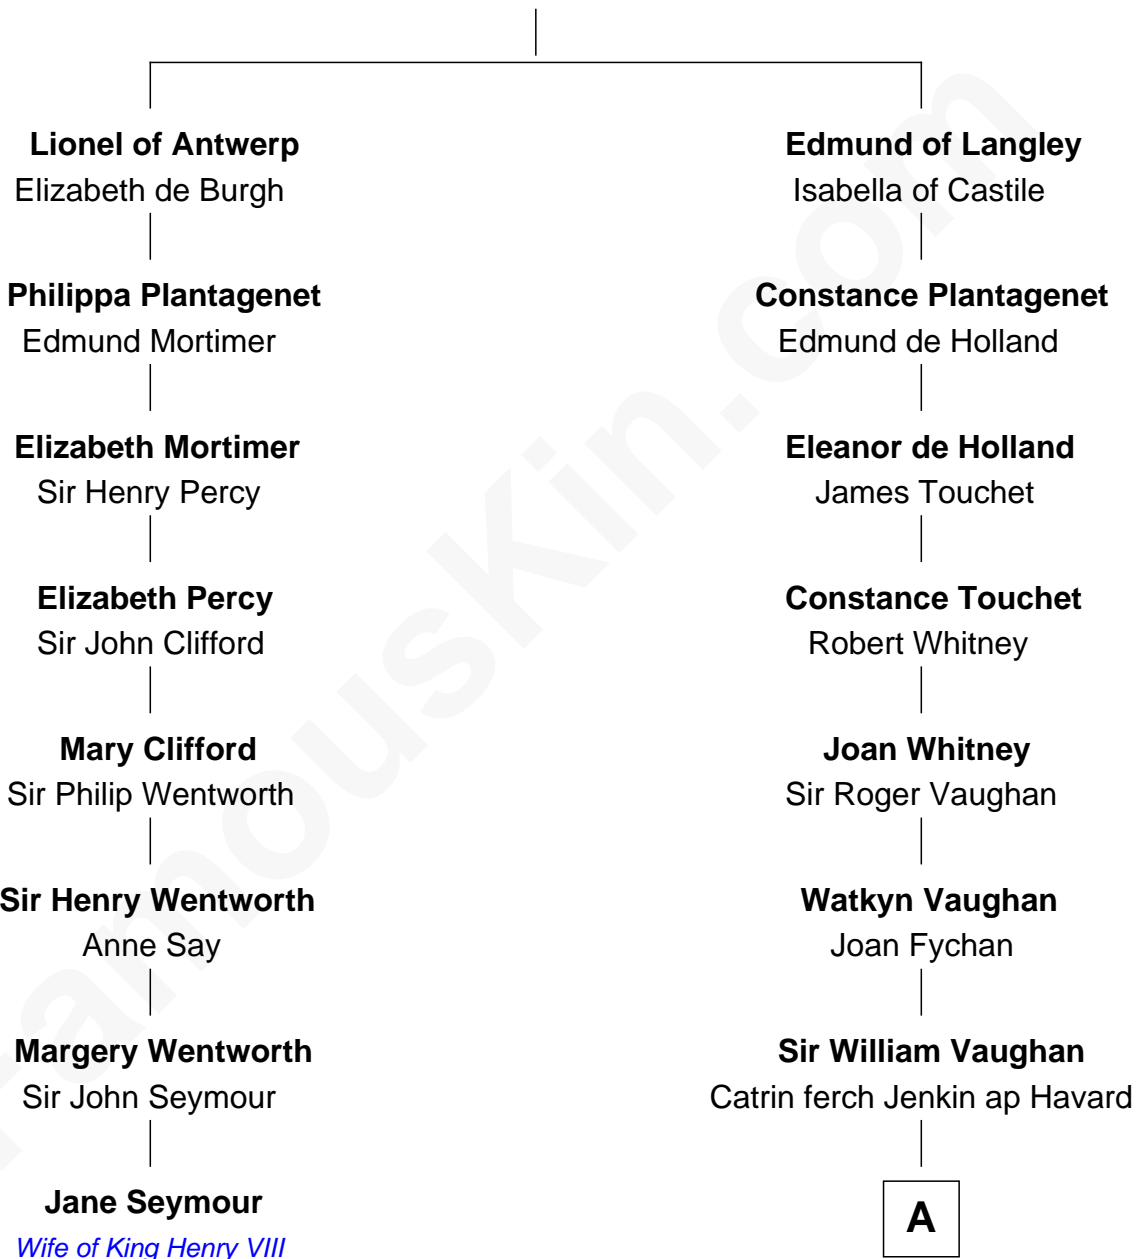 Lionel of Antwerp
Elizabeth de Burgh
Philippa Plantagenet
Edmund Mortimer
Elizabeth Mortimer
Sir Henry Percy
Elizabeth Percy
Sir John Clifford
Mary Clifford
Sir Philip Wentworth
Sir Henry Wentworth
Anne Say
Margery Wentworth
Sir John Seymour
Jane Seymour
Wife of King Henry VIII
Edmund of Langley
Isabella of Castile
Constance Plantagenet
Edmund de Holland
Eleanor de Holland
James Touchet
Constance Touchet
Robert Whitney
Joan Whitney
Sir Roger Vaughan
Watkyn Vaughan
Joan Fychan
Sir William Vaughan
Catrin ferch Jenkin ap Havard
A
FamousKin.com